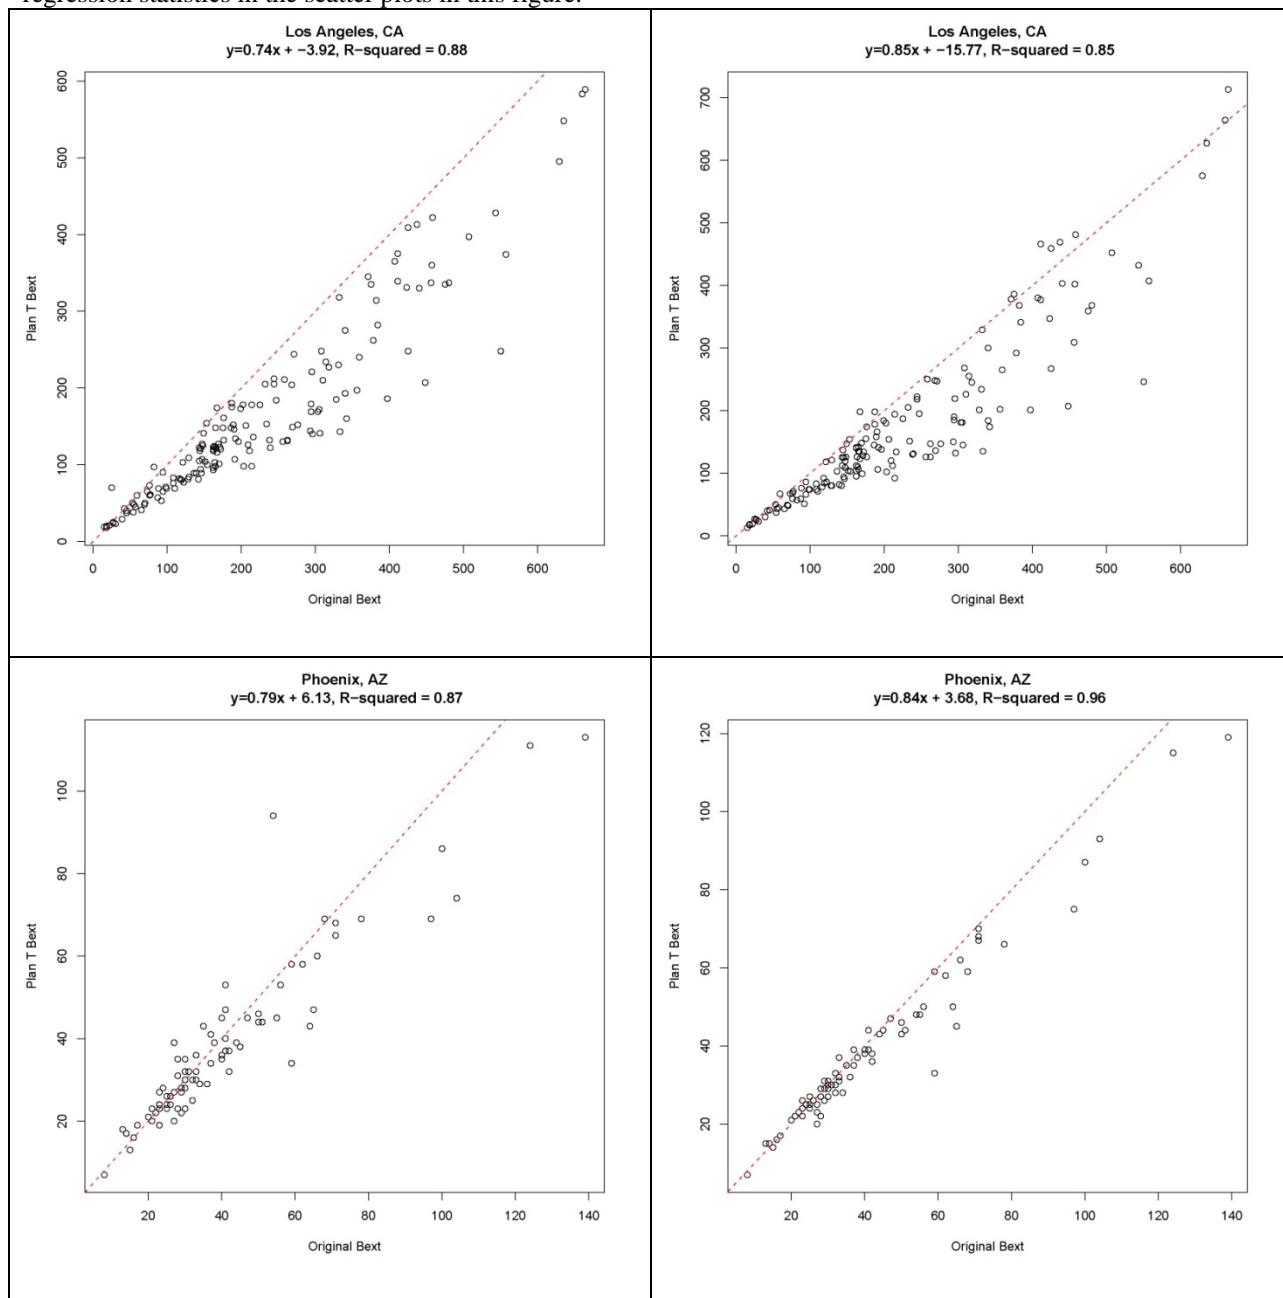 regression statistics in the scatter plots in this figure.
Los Angeles, CA
y=0.74x + −3.92, R−squared = 0.88
Plan T Bext
600
500
400
300
200
100
0
0 100 200 300 400 500 600
Original Bext
Los Angeles, CA
y=0.85x + −15.77, R−squared = 0.85
Plan T Bext
700
600
500
400
300
200
100
0
0 100 200 300 400 500 600
Original Bext
Phoenix, AZ
y=0.79x + 6.13, R−squared = 0.87
Plan T Bext
100
80
60
40
20
20 40 60 80 100 120 140
Original Bext
Phoenix, AZ
y=0.84x + 3.68, R−squared = 0.96
Plan T Bext
120
100
80
60
40
20
20 40 60 80 100 120 140
Original Bext